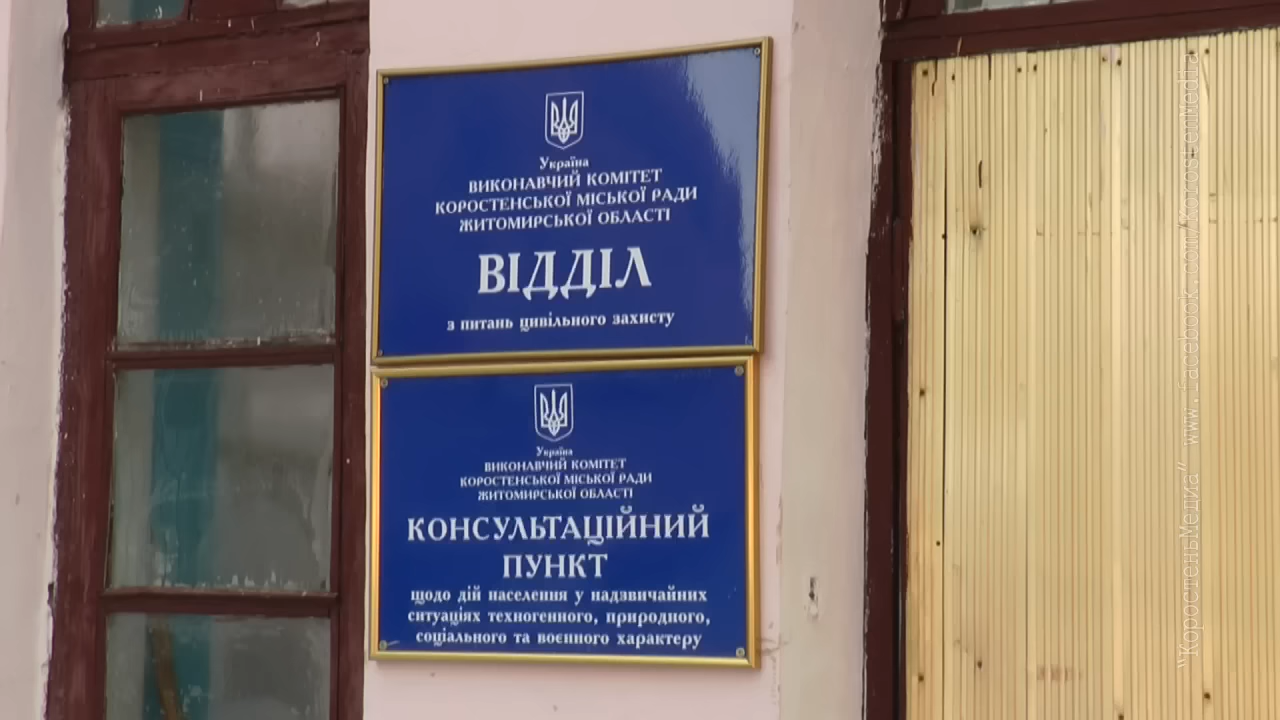 Україна
ВИКОНАВЧИЙ КОМІТЕТ
КОРОСТЕНСЬКОЇ МІСЬКОЇ РАДИ
ЖИТОМИРСЬКОЇ ОБЛАСТІ
ВІДДІЛ
з питань цивільного захисту
Україна
ВИКОНАВЧИЙ КОМІТЕТ
КОРОСТЕНСЬКОЇ МІСЬКОЇ РАДИ
ЖИТОМИРСЬКОЇ ОБЛАСТІ
КОНСУЛЬТАЦІЙНИЙ
ПУНКТ
щодо дій населення у надзвичайних
ситуаціях техногенного, природного,
соціального та воєнного характеру
"КоростеньМедиа" www.facebook.com/KorostenMedia